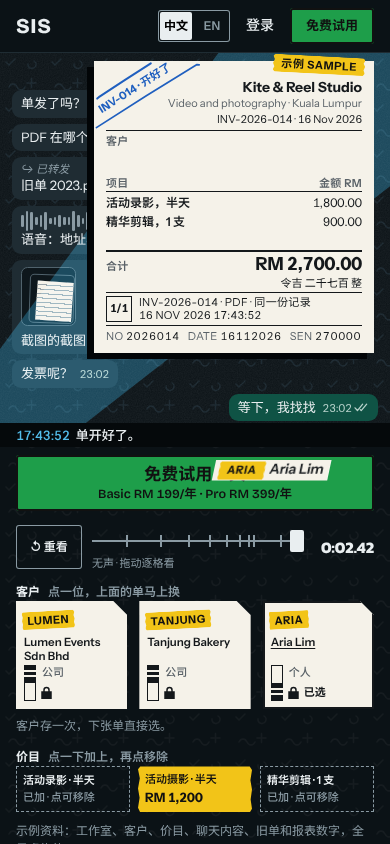 SIS
中文 EN 登录 免费试用
示例 SAMPLE
INV-2026-014·开好了
Kite & Reel Studio
Video and photography· Kuala Lumpur
INV-2026-014· 16 Nov 2026
客户
项目 金额 RM
活动录影，半天 1,800.00
精华剪辑，1 支 900.00
合计 RM 2,700.00
令吉 二千七百 整
1/1 INV-2026-014 · PDF · 同一份记录
16 NOV 2026 17:43:52
NO 2026014 DATE 16112026 SEN 270000
单发了吗？
PDF 在哪个
已转发
旧单 2023.p
语音：地址
截图的截图
发票呢？ 23:02
等下，我找找 23:02
17:43:52 单开好了。
免费试用
ARIA Aria Lim
Basic RM 199/年 · Pro RM 399/年
重看
无声 · 拖动逐格看
0:02.42
客户 点一位，上面的单马上换
LUMEN
Lumen Events
Sdn Bhd
公司
TANJUNG
Tanjung Bakery
公司
ARIA
Aria Lim
个人
已选
客户存一次，下张单直接选。
价目 点一下加上，再点移除
活动录影·半天
已加·点可移除
活动摄影·半天
RM 1,200
精华剪辑·1 支
已加·点可移除
示例资料：工作室、客户、价目、聊天内容、旧单和报表数字，全